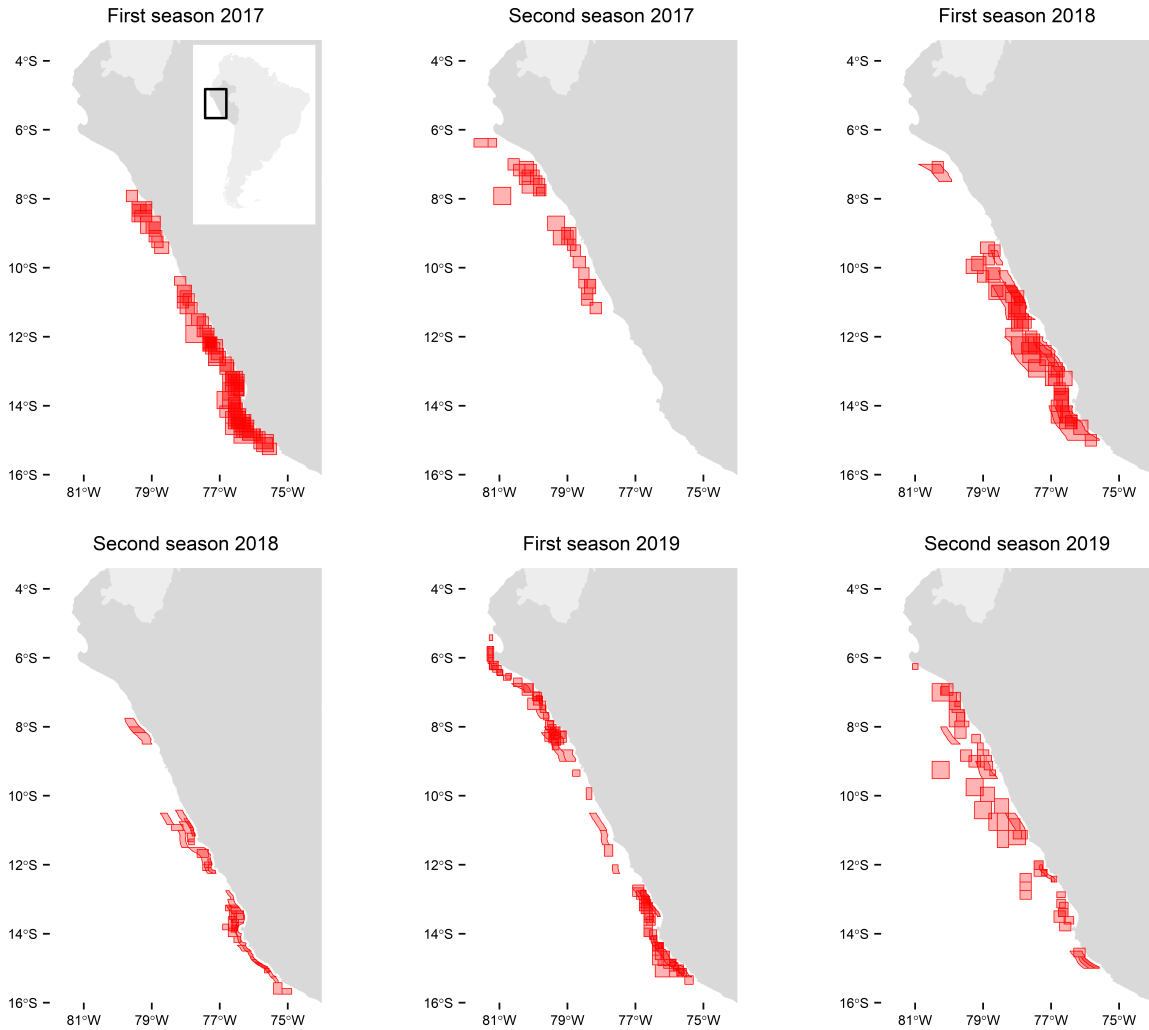 First season 2017
Second season 2017
First season 2018
4°S
6°S
8°S
10°S
12°S
14°S
16°S
81°W 79°W 77°W 75°W
4°S
6°S
8°S
10°S
12°S
14°S
16°S
81°W 79°W 77°W 75°W
4°S
6°S
8°S
10°S
12°S
14°S
16°S
81°W 79°W 77°W 75°W
Second season 2018
First season 2019
Second season 2019
4°S
6°S
8°S
10°S
12°S
14°S
16°S
81°W 79°W 77°W 75°W
4°S
6°S
8°S
10°S
12°S
14°S
16°S
81°W 79°W 77°W 75°W
4°S
6°S
8°S
10°S
12°S
14°S
16°S
81°W 79°W 77°W 75°W